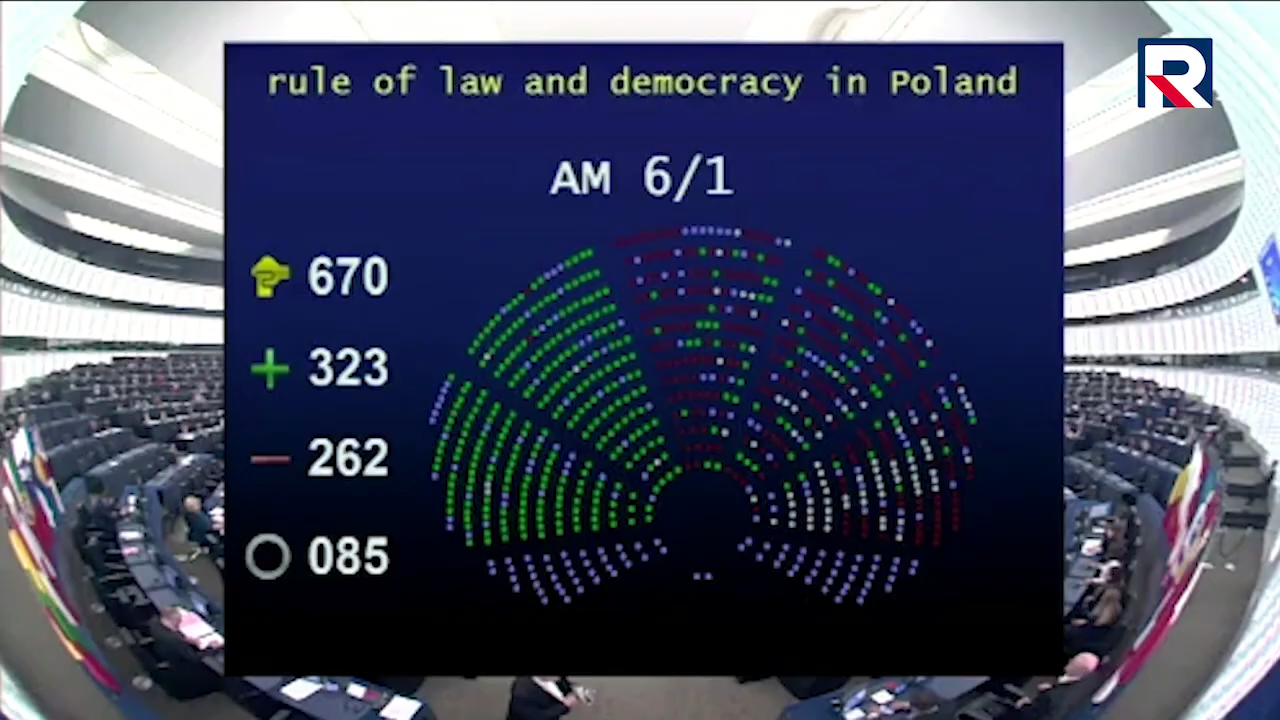 rule of law and democracy in Poland
R
AM 6/1
670
+ 323
- 262
085